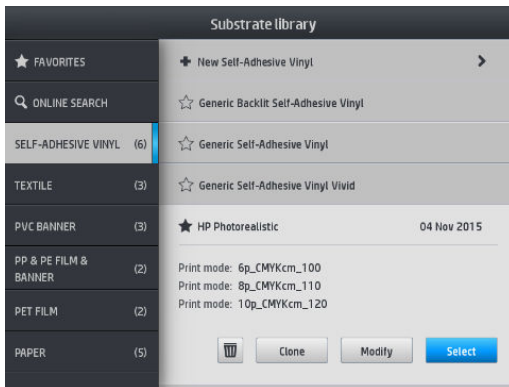 Substrate library
FAVORITES
ONLINE SEARCH
SELF-ADHESIVE VINYL (6)
TEXTILE (3)
PVC BANNER (3)
PP & PE FILM &
BANNER (2)
PET FILM (2)
PAPER (5)
New Self-Adhesive Vinyl
Generic Backlit Self-Adhesive Vinyl
Generic Self-Adhesive Vinyl
Generic Self-Adhesive Vinyl Vivid
HP Photorealistic 04 Nov 2015
Print mode: 6p_CMYKcm_100
Print mode: 8p_CMYKcm_110
Print mode: 10p_CMYKcm_120
Clone Modify Select